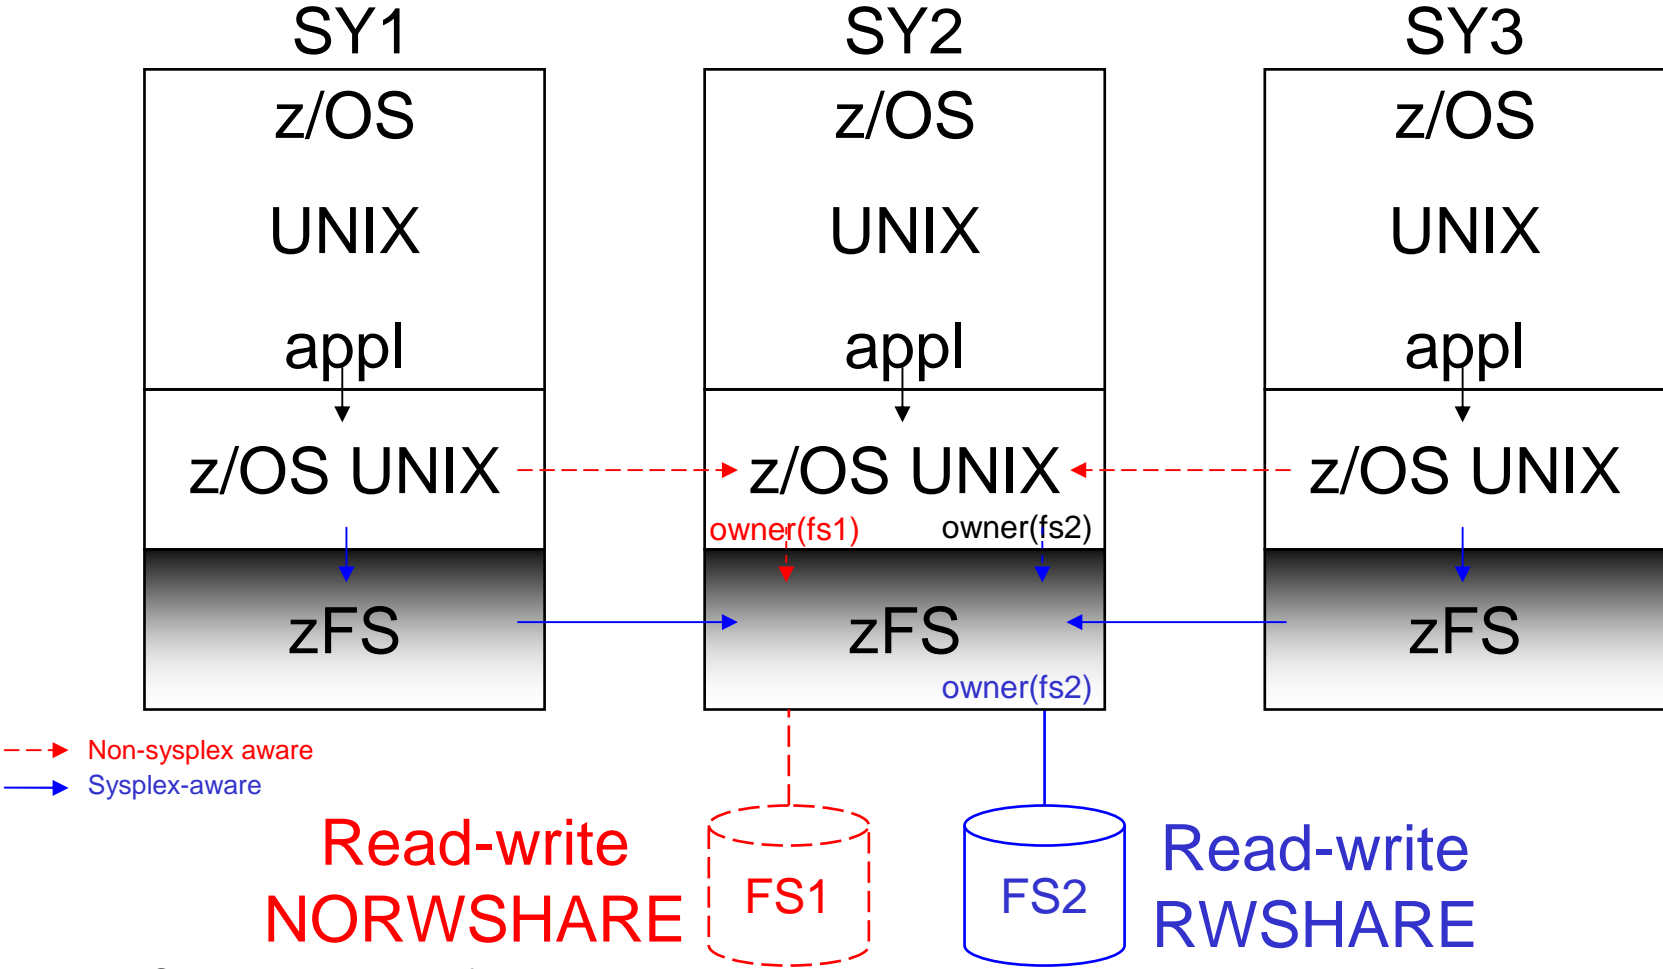 SY1 SY2 SY3
z/OS z/OS z/OS
UNIX UNIX UNIX
appl appl appl
z/OS UNIX z/OS UNIX z/OS UNIX
owner(fs1) owner(fs2)
zFS zFS zFS
owner(fs2)
Non-sysplex aware
Sysplex-aware
Read-write
NORWSHARE
FS1
FS2
Read-write
RWSHARE